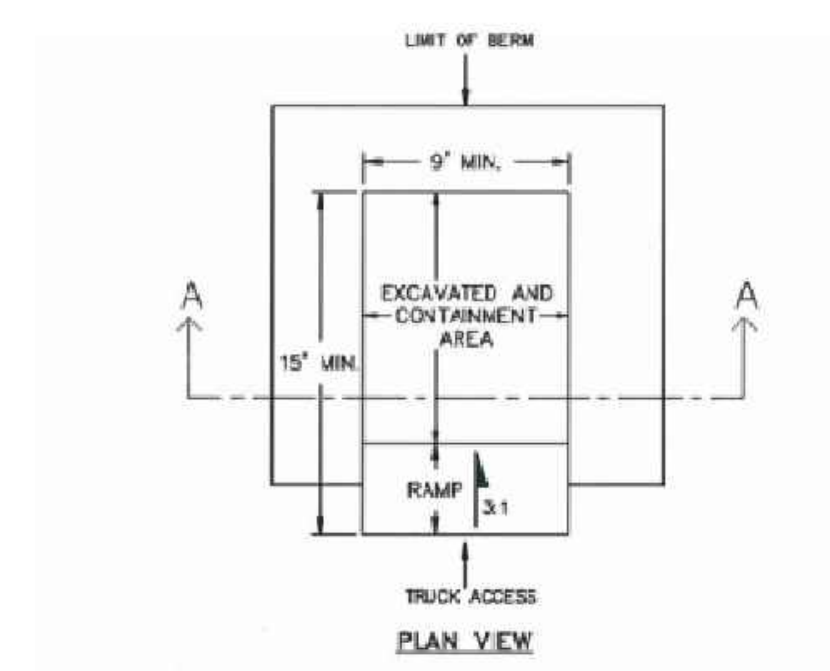 LIMIT OF BERM
9' MIN.
A
A
EXCAVATED AND
CONTAINMENT
AREA
15' MIN.
RAMP
3:1
TRUCK ACCESS
PLAN VIEW